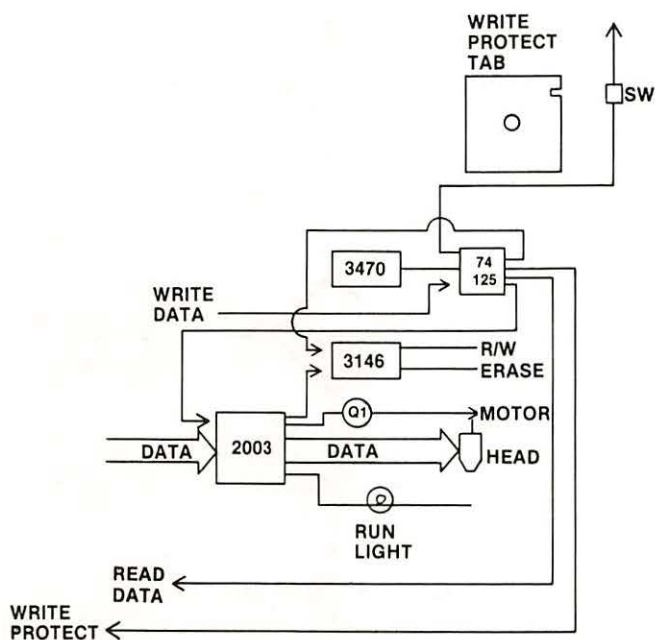 WRITE
PROTECT
TAB
SW
74
125
3470
WRITE
DATA
3146
R/W
ERASE
Q1
MOTOR
DATA
2003
DATA
HEAD
RUN
LIGHT
READ
DATA
WRITE
PROTECT